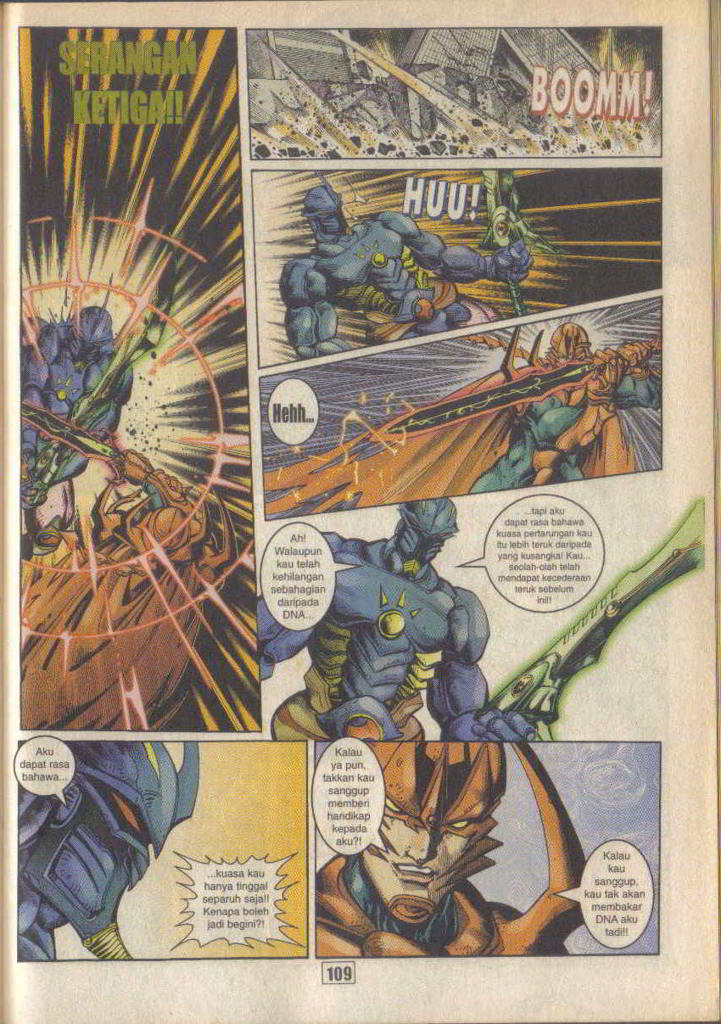 SERANGAN
KETIGA!!
BOOMM!
HUU!
Hehh...
Ah!
Walaupun
kau telah
kehilangan
sebahagian
daripada
DNA...
...tapi aku
dapat rasa bahawa
kuasa pertarungan kau
itu lebih teruk daripada
yang kusangka! Kau...
seolah-olah telah
mendapat kecederaan
teruk sebelum
ini!!
Aku
dapat rasa
bahawa...
...kuasa kau
hanya tinggal
separuh saja!!
Kenapa boleh
jadi begini?!
Kalau
ya pun,
takkan kau
sanggup
memberi
handikap
kepada
aku?!
Kalau
kau
sanggup,
kau tak akan
membakar
DNA aku
tadi!!
109